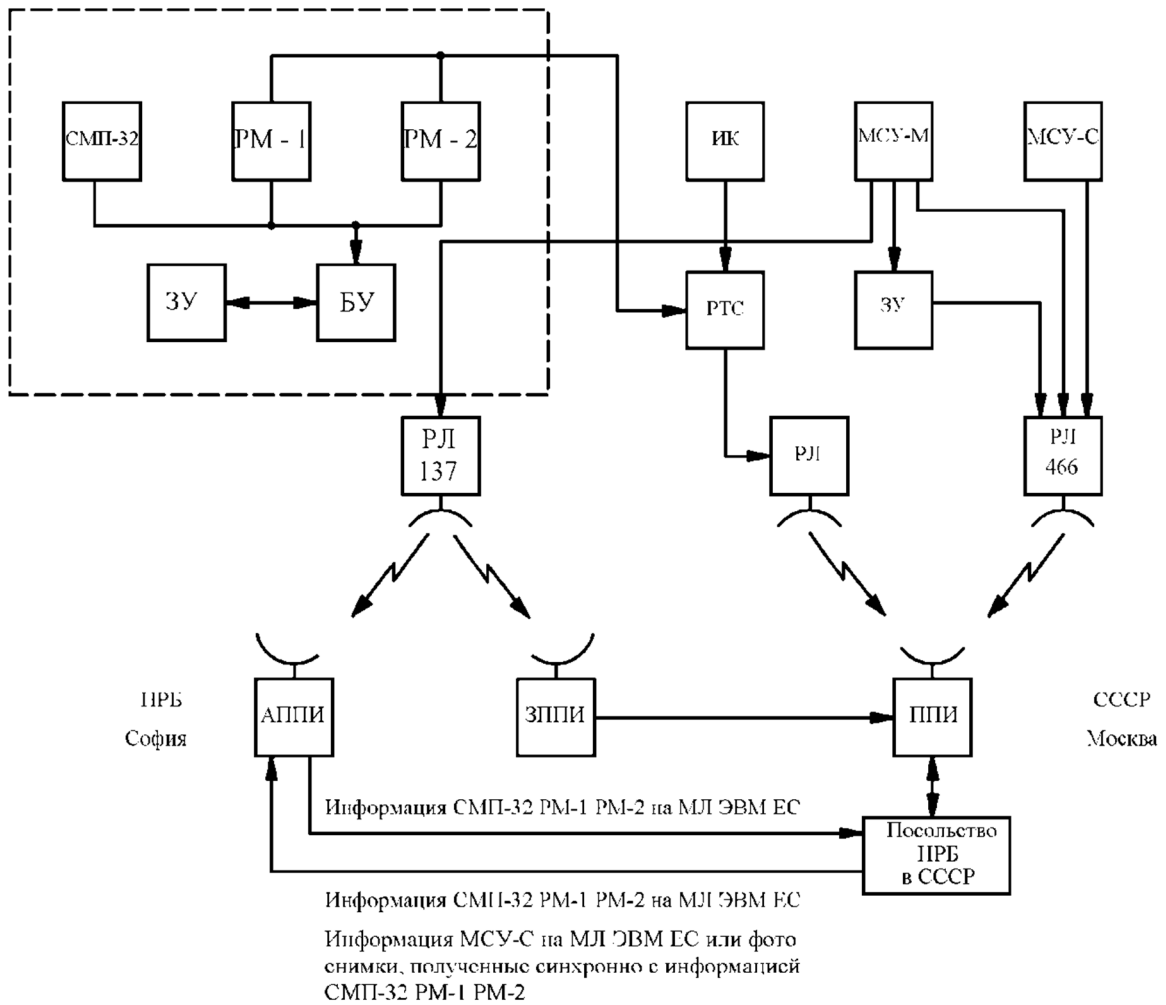 СМП-32
РМ - 1
РМ - 2
ИК
МСУ-М
МСУ-С
ЗУ
БУ
РТС
ЗУ
РЛ
137
РЛ
РЛ
466
НРБ
София
АППИ
ЗППИ
ППИ
СССР
Москва
Информация СМП-32 РМ-1 РМ-2 на МЛ ЭВМ ЕС
Посольство
НРБ
в СССР
Информация СМП-32 РМ-1 РМ-2 на МЛ ЭВМ ЕС
Информация МСУ-С на МЛ ЭВМ ЕС или фото
снимки, полученные синхронно с информацией
СМП-32 РМ-1 РМ-2